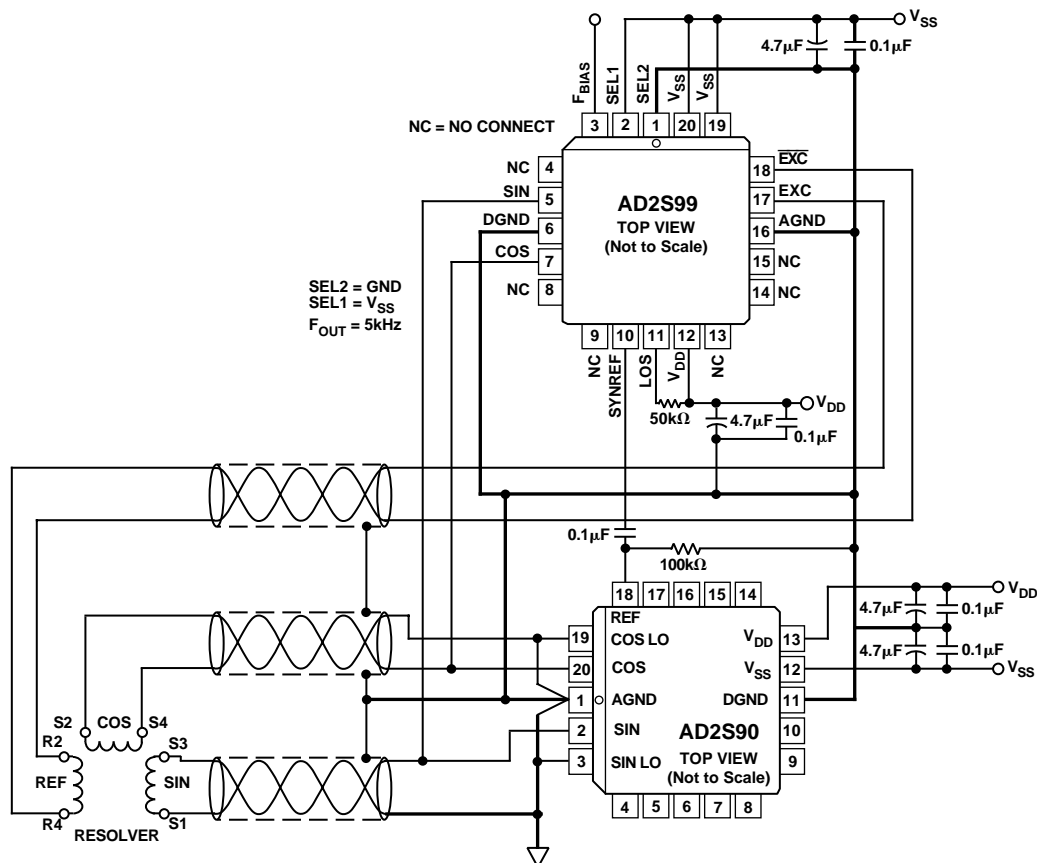 V_SS
4.7µF
0.1µF
F_BIAS
SEL1
SEL2
V_SS
V_SS
3
2
1
20
19
NC = NO CONNECT
NC
4
SIN
5
DGND
6
COS
7
NC
8
AD2S99
TOP VIEW
(Not to Scale)
18
EXC
17
EXC
16
AGND
15
NC
14
NC
SEL2 = GND
SEL1 = V_SS
F_OUT = 5kHz
9
10
11
12
13
NC
SYNREF
LOS
V_DD
NC
50kΩ
4.7µF
0.1µF
V_DD
0.1µF
100kΩ
18
17
16
15
14
REF
19
COS LO
20
COS
1
AGND
2
SIN
3
SIN LO
V_DD
13
V_SS
12
DGND
11
10
9
AD2S90
TOP VIEW
(Not to Scale)
4
5
6
7
8
4.7µF
0.1µF
V_DD
4.7µF
0.1µF
V_SS
S2
COS
S4
R2
S3
REF
SIN
R4
S1
RESOLVER